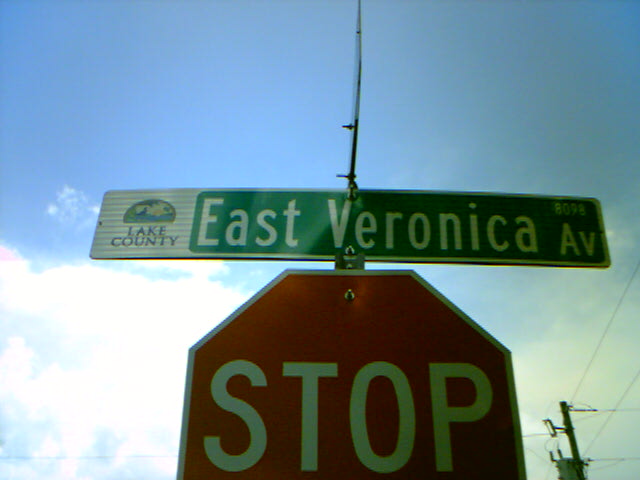 LAKE
COUNTY
East Veronica Av
8098
STOP